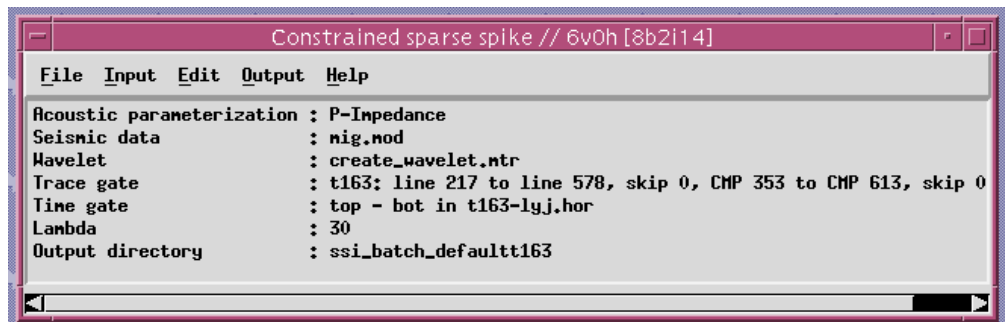 Constrained sparse spike // 6v0h [8b2i14]
File Input Edit Output Help
Acoustic parameterization : P-Impedance
Seismic data : mig.mod
Wavelet : create_wavelet.mtr
Trace gate : t163: line 217 to line 578, skip 0, CMP 353 to CMP 613, skip 0
Time gate : top - bot in t163-lyj.hor
Lambda : 30
Output directory : ssi_batch_defaultt163